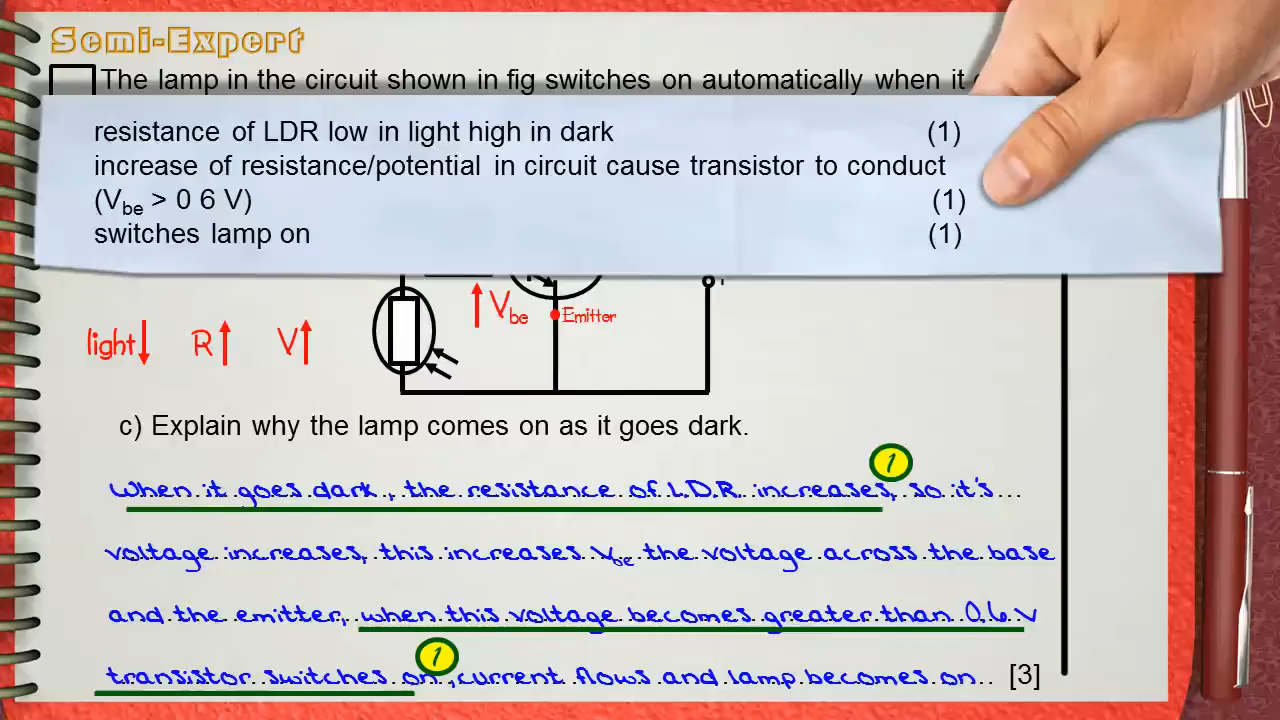 Semi-Expert
The lamp in the circuit shown in fig switches on automatically when it
resistance of LDR low in light high in dark (1)
increase of resistance/potential in circuit cause transistor to conduct
(Vbe > 0 6 V) (1)
switches lamp on (1)
Vbe
Emitter
light R V
c) Explain why the lamp comes on as it goes dark.
1
When it goes dark, the resistance of L.D.R. increases, so it's ...
voltage increases, this increases Vbe the voltage across the base
and the emitter, when this voltage becomes greater than 0.6 V
1
transistor switches on, current flows and lamp becomes on.. [3]